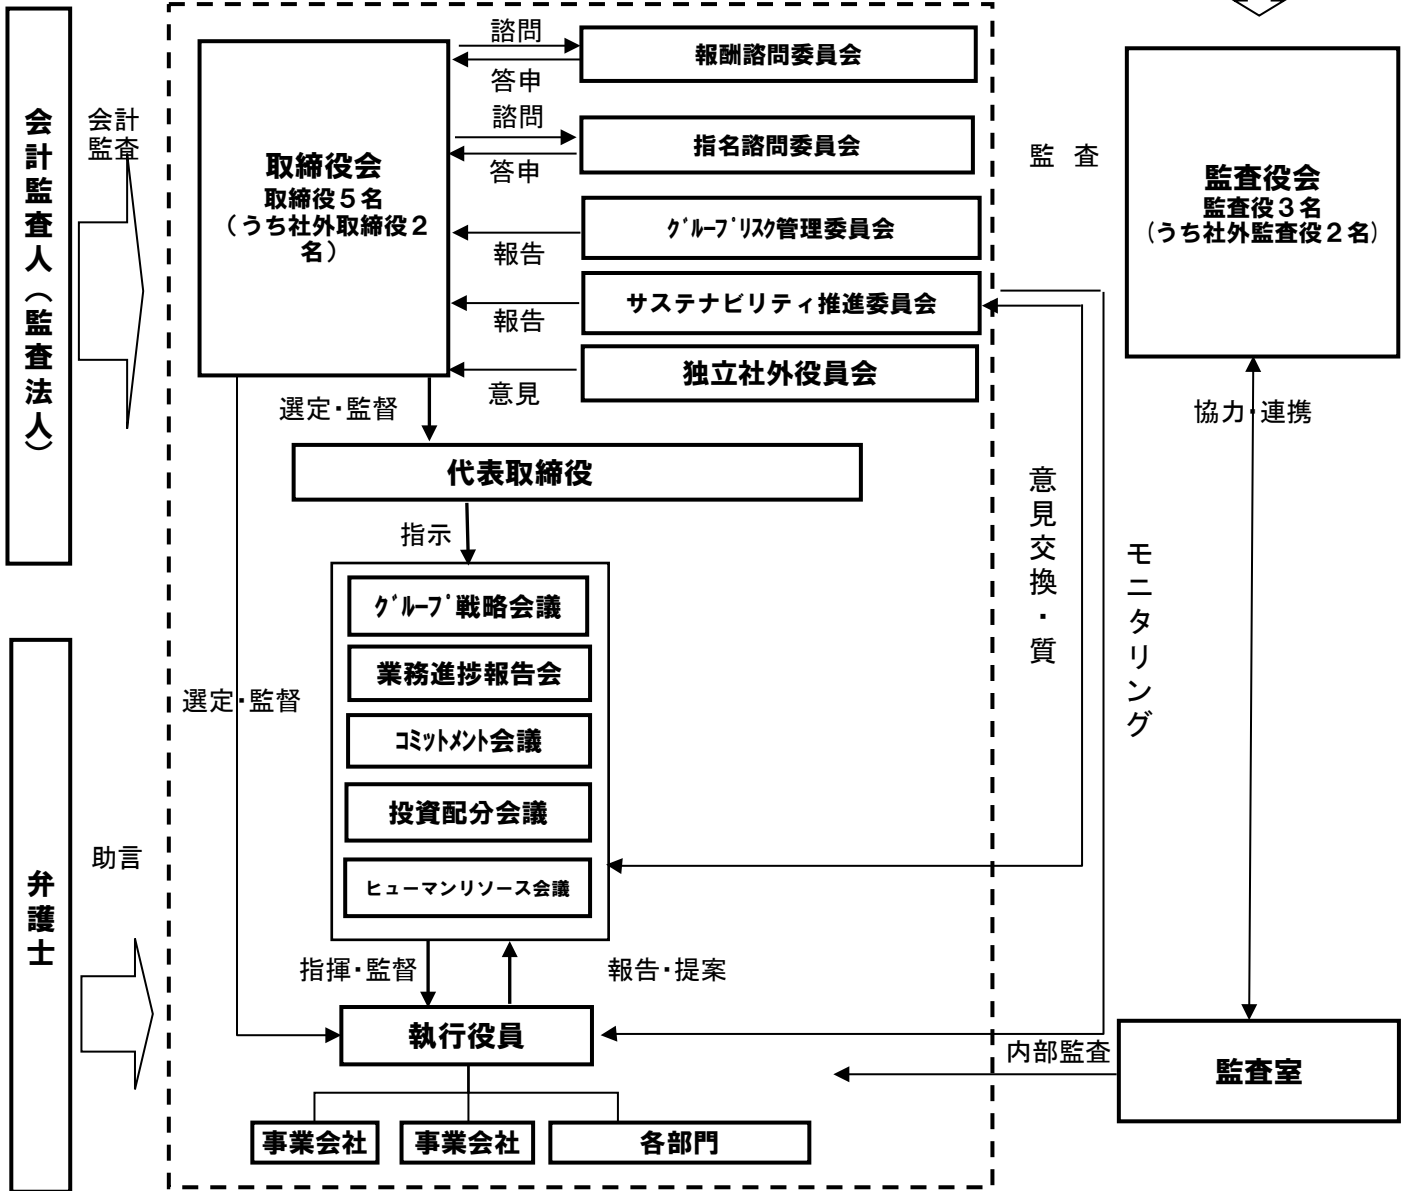 会計監査人（監査法人）
会計
監査
諮問
報酬諮問委員会
答申
諮問
指名諮問委員会
答申
取締役会
取締役５名
（うち社外取締役２
名）
ｸﾞﾙｰﾌﾟﾘｽｸ管理委員会
報告
サステナビリティ推進委員会
報告
独立社外役員会
意見
監　査
監査役会
監査役３名
（うち社外監査役２名）
選定・監督
協力・連携
代表取締役
指示
意見交換・質
モニタリング
ｸﾞﾙｰﾌﾟ戦略会議
業務進捗報告会
選定・監督
ｺﾐｯﾄﾒﾝﾄ会議
投資配分会議
ヒューマンリソース会議
弁護士
助言
指揮・監督
報告・提案
執行役員
内部監査
監査室
事業会社
事業会社
各部門